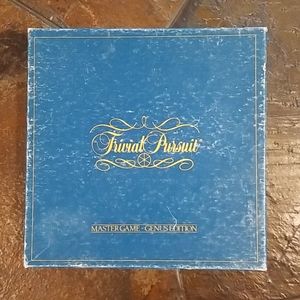 Trivial Pursuit
MASTER GAME - GENUS EDITION